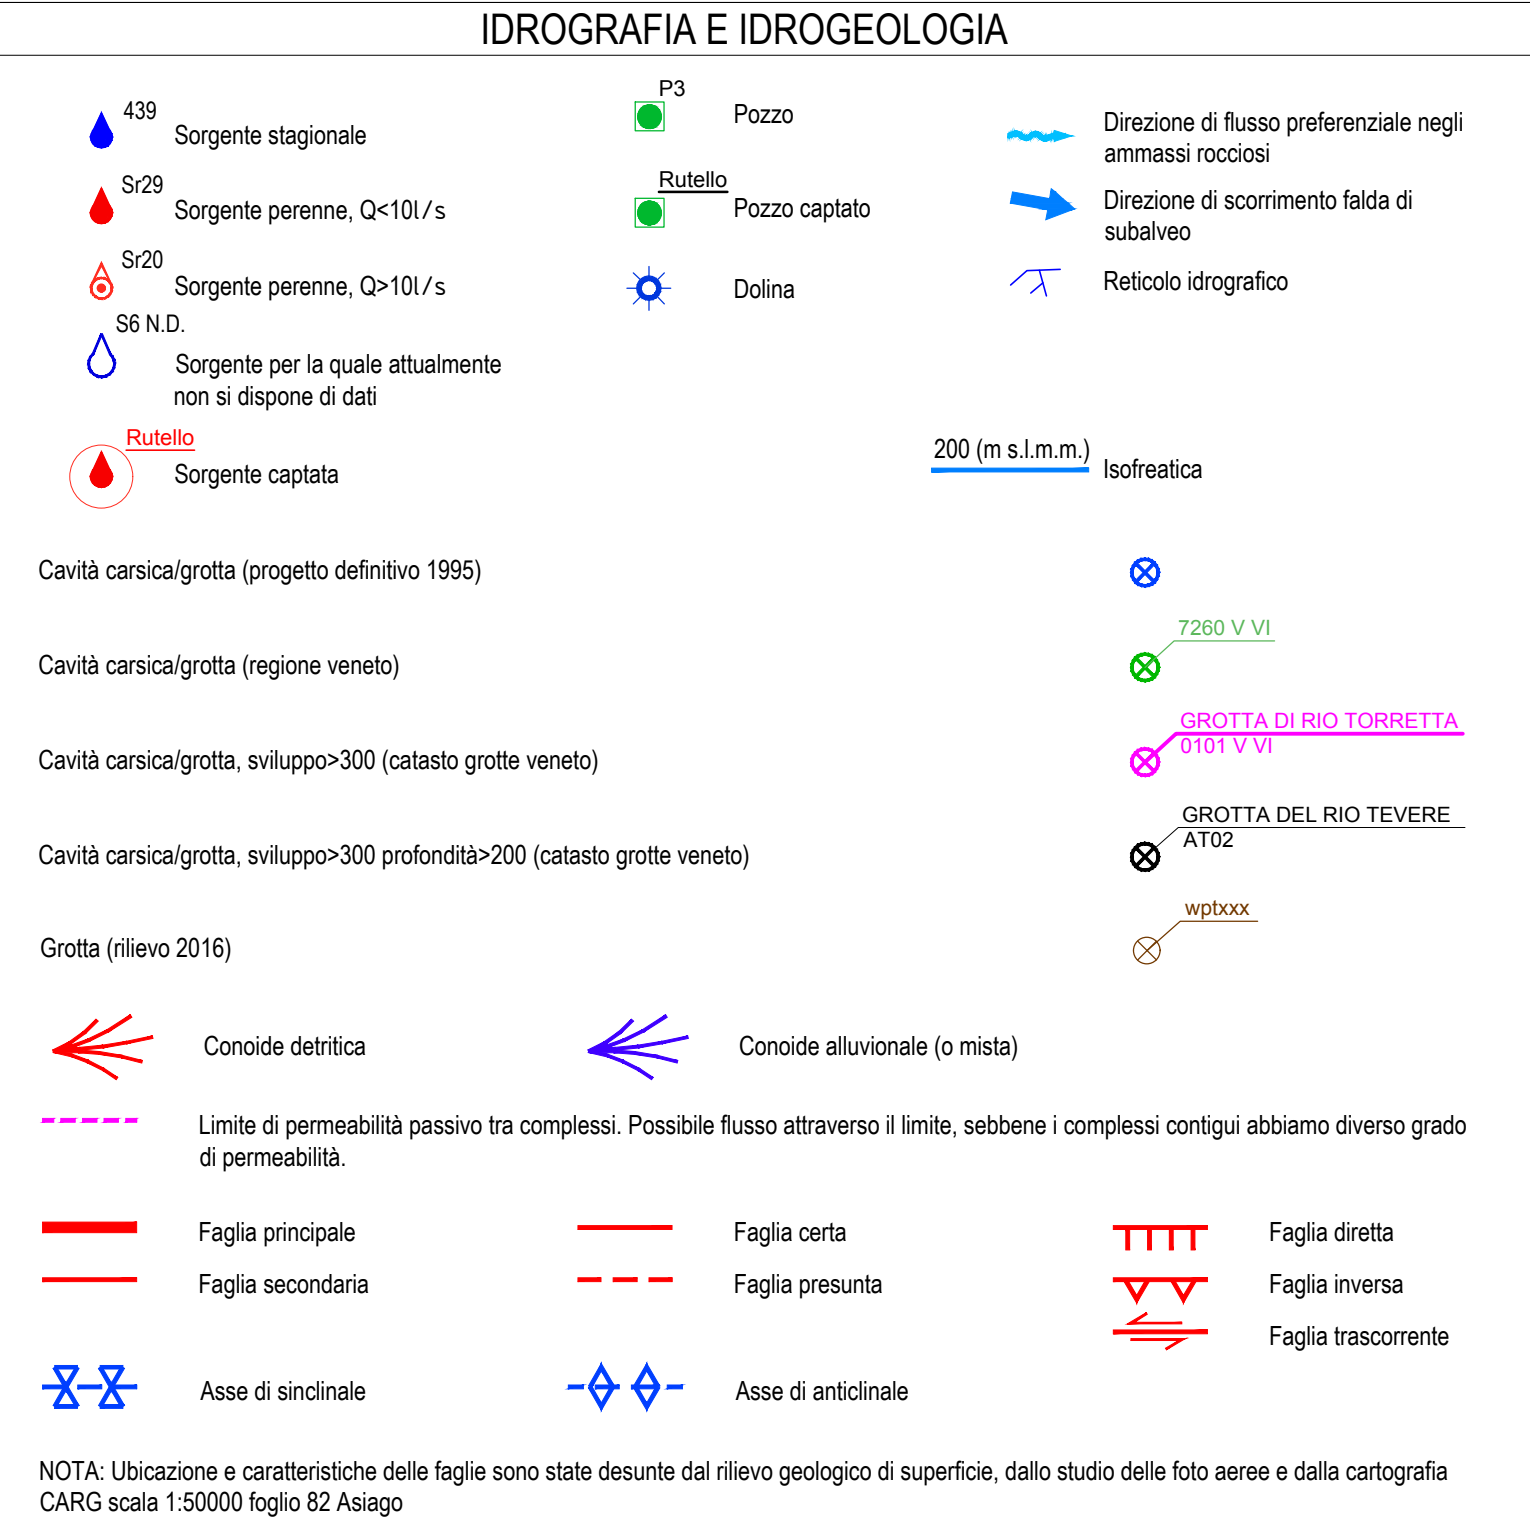 IDROGRAFIA E IDROGEOLOGIA
439
Sorgente stagionale
Sr29
Sorgente perenne, Q<10l/s
Sr20
Sorgente perenne, Q>10l/s
S6 N.D.
Sorgente per la quale attualmente
non si dispone di dati
Rutello
Sorgente captata
P3
Pozzo
Rutello
Pozzo captato
Dolina
Direzione di flusso preferenziale negli
ammassi rocciosi
Direzione di scorrimento falda di
subalveo
Reticolo idrografico
200 (m s.l.m.m.)
Isofreatica
Cavità carsica/grotta (progetto definitivo 1995)
Cavità carsica/grotta (regione veneto)
7260 V VI
Cavità carsica/grotta, sviluppo>300 (catasto grotte veneto)
GROTTA DI RIO TORRETTA
0101 V VI
Cavità carsica/grotta, sviluppo>300 profondità>200 (catasto grotte veneto)
GROTTA DEL RIO TEVERE
AT02
Grotta (rilievo 2016)
wptxxx
Conoide detritica
Conoide alluvionale (o mista)
Limite di permeabilità passivo tra complessi. Possibile flusso attraverso il limite, sebbene i complessi contigui abbiamo diverso grado
di permeabilità.
Faglia principale
Faglia certa
Faglia diretta
Faglia secondaria
Faglia presunta
Faglia inversa
Faglia trascorrente
Asse di sinclinale
Asse di anticlinale
NOTA: Ubicazione e caratteristiche delle faglie sono state desunte dal rilievo geologico di superficie, dallo studio delle foto aeree e dalla cartografia
CARG scala 1:50000 foglio 82 Asiago